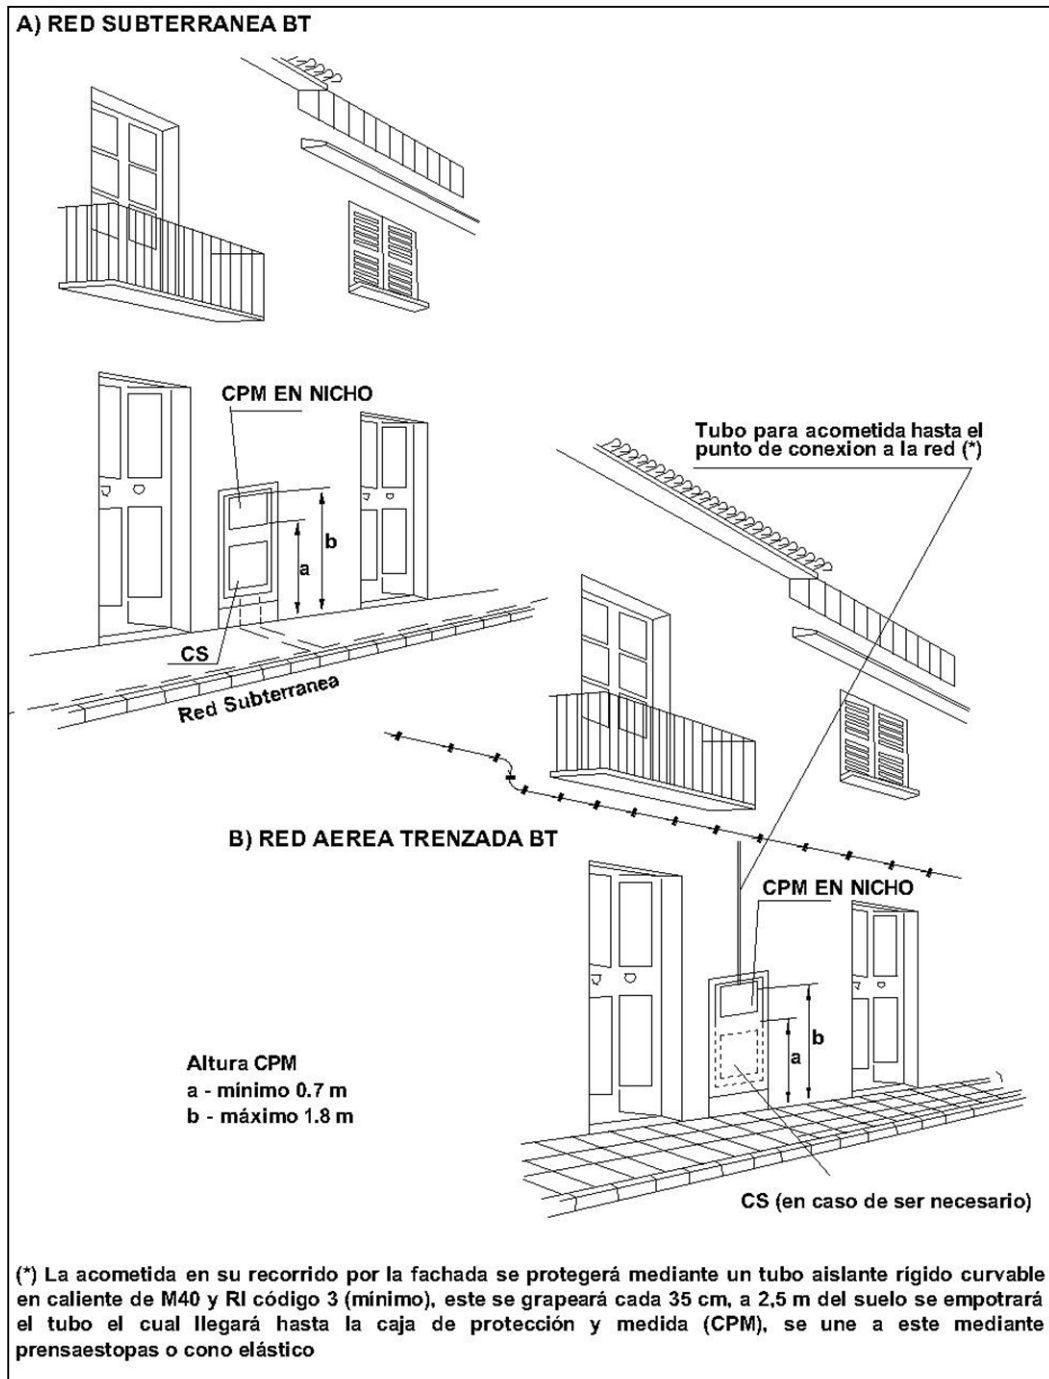 A) RED SUBTERRANEA BT
CPM EN NICHO
b
a
CS
Red Subterranea
Tubo para acometida hasta el
punto de conexion a la red (*)
B) RED AEREA TRENZADA BT
CPM EN NICHO
b
a
Altura CPM
a - mínimo 0.7 m
b - máximo 1.8 m
CS (en caso de ser necesario)
(*) La acometida en su recorrido por la fachada se protegerá mediante un tubo aislante rígido curvable
en caliente de M40 y RI código 3 (mínimo), este se grapeará cada 35 cm, a 2,5 m del suelo se empotrará
el tubo el cual llegará hasta la caja de protección y medida (CPM), se une a este mediante
prensaestopas o cono elástico